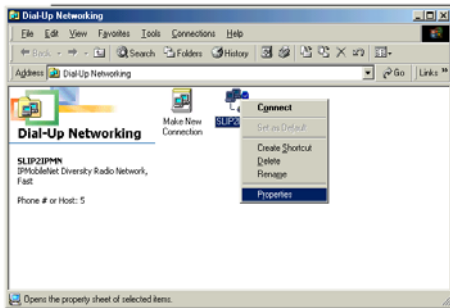 Dial-Up Networking
File Edit View Favorites Tools Connections Help
Back Search Folders History
Address Dial-Up Networking Go Links »
Dial-Up Networking
SLIP2IPMN
IPMobileNet Diversity Radio Network,
Fast
Phone # or Host: 5
Make New
Connection
Connect
Set as Default
Create Shortcut
Delete
Rename
Properties
Opens the property sheet of selected items.